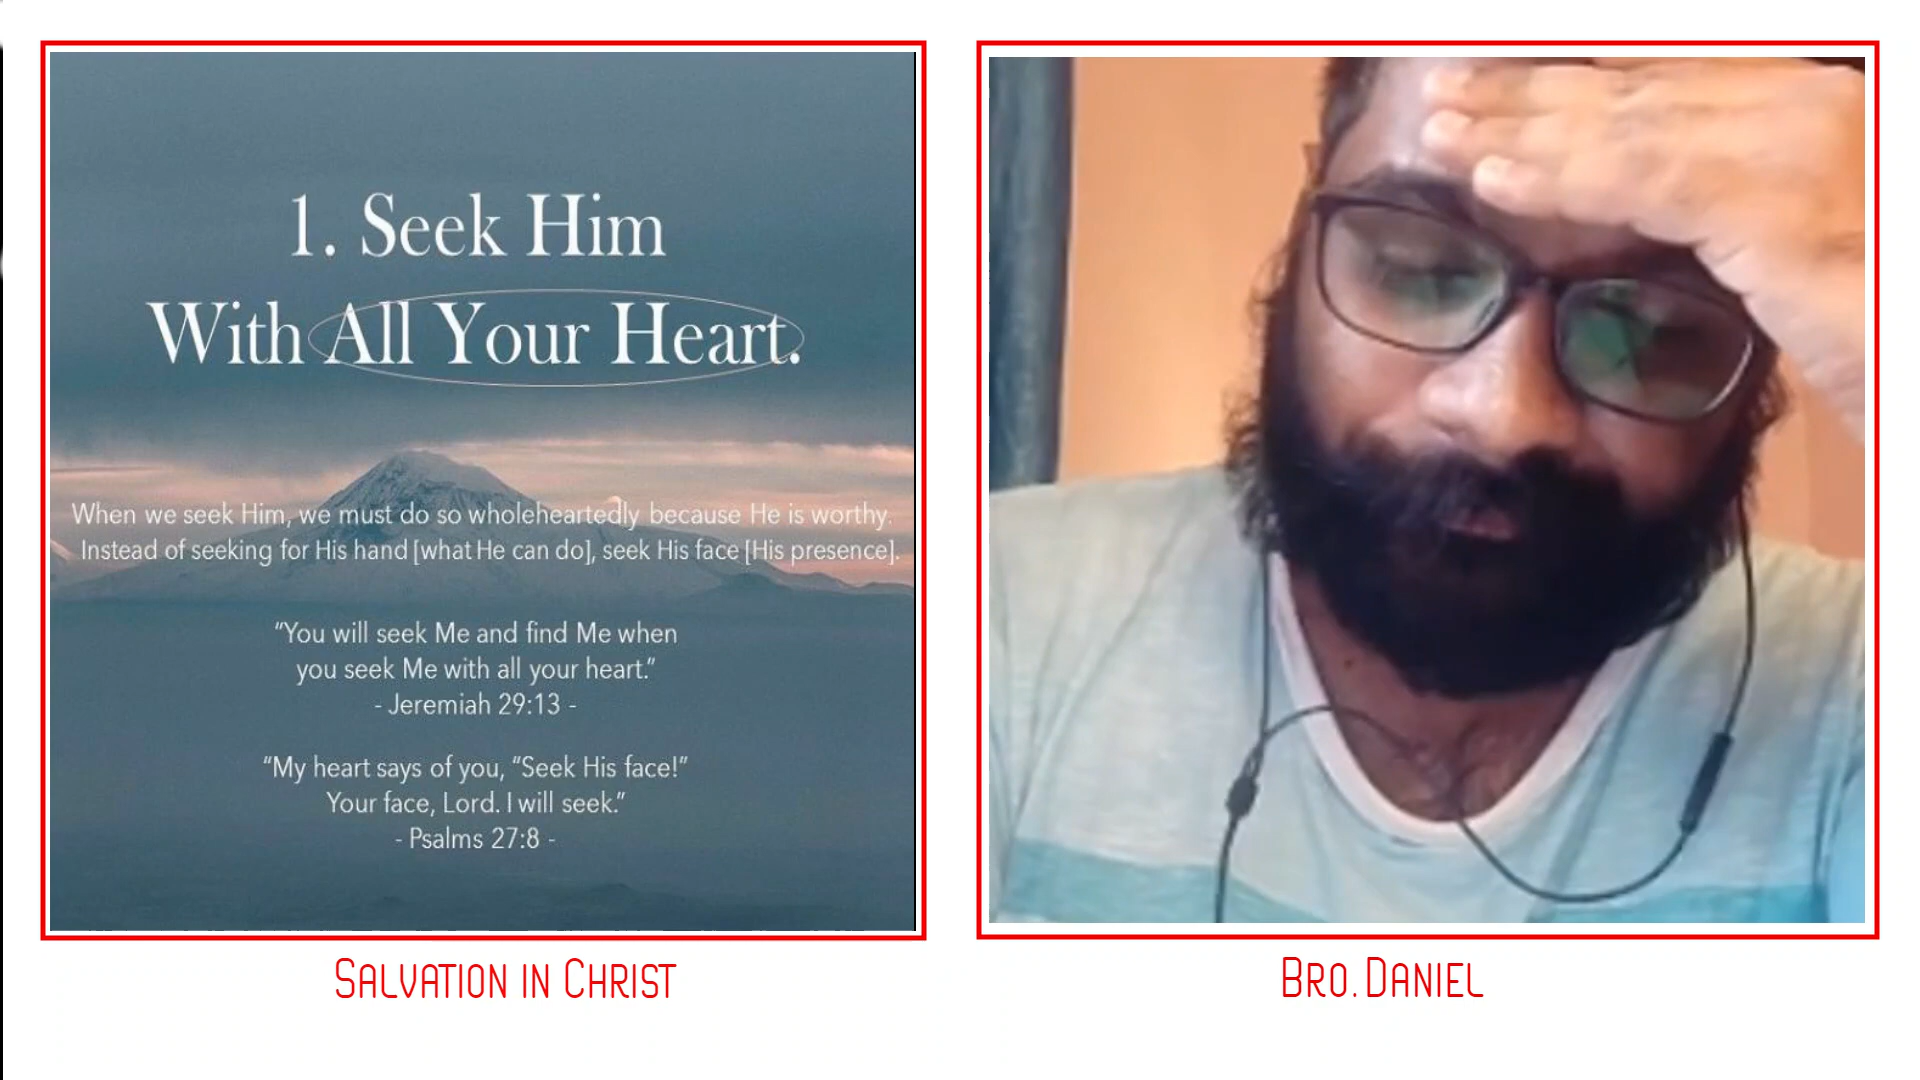 1. Seek Him
With All Your Heart.
When we seek Him, we must do so wholeheartedly because He is worthy.
Instead of seeking for His hand [what He can do], seek His face [His presence].
“You will seek Me and find Me when
you seek Me with all your heart.”
- Jeremiah 29:13 -
“My heart says of you, “Seek His face!”
Your face, Lord. I will seek.”
- Psalms 27:8 -
Salvation in Christ
Bro. Daniel